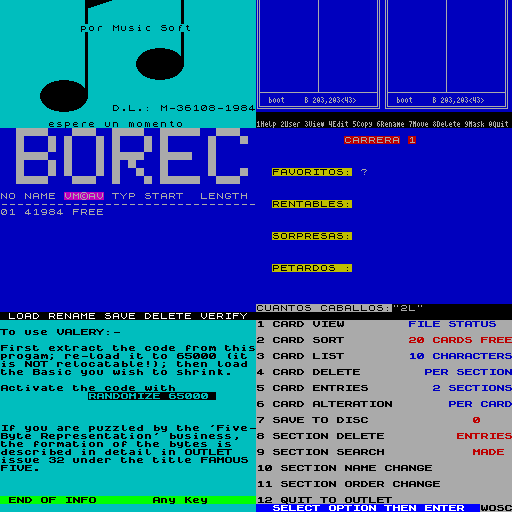 por Music Soft
D.L.: M-36108-1984
espere un momento
boot B 203,203<43>
boot B 203,203<43>
1Help 2User 3View 4Edit 5Copy 6Rename 7Move 8Delete 9Mask 0Quit
BOREC
NO NAME VM©AV TYP START LENGTH
01 41984 FREE
LOAD RENAME SAVE DELETE VERIFY
CARRERA 1
FAVORITOS: ?
RENTABLES:
SORPRESAS:
PETARDOS :
CUANTOS CABALLOS:"2L"
To use VALERY:-
First extract the code from this
progam; re-load it to 65000 (it
is NOT relocatable!); then load
the Basic you wish to shrink.
Activate the code with
RANDOMIZE 65000
If you are puzzled by the 'Five-
Byte Representation' business,
the formation of the bytes is
described in detail in OUTLET
issue 32 under the title FAMOUS
FIVE.
END OF INFO Any Key
1 CARD VIEW FILE STATUS
2 CARD SORT 20 CARDS FREE
3 CARD LIST 10 CHARACTERS
4 CARD DELETE PER SECTION
5 CARD ENTRIES 2 SECTIONS
6 CARD ALTERATION PER CARD
7 SAVE TO DISC 0
8 SECTION DELETE ENTRIES
9 SECTION SEARCH MADE
10 SECTION NAME CHANGE
11 SECTION ORDER CHANGE
12 QUIT TO OUTLET
SELECT OPTION THEN ENTER WOSC